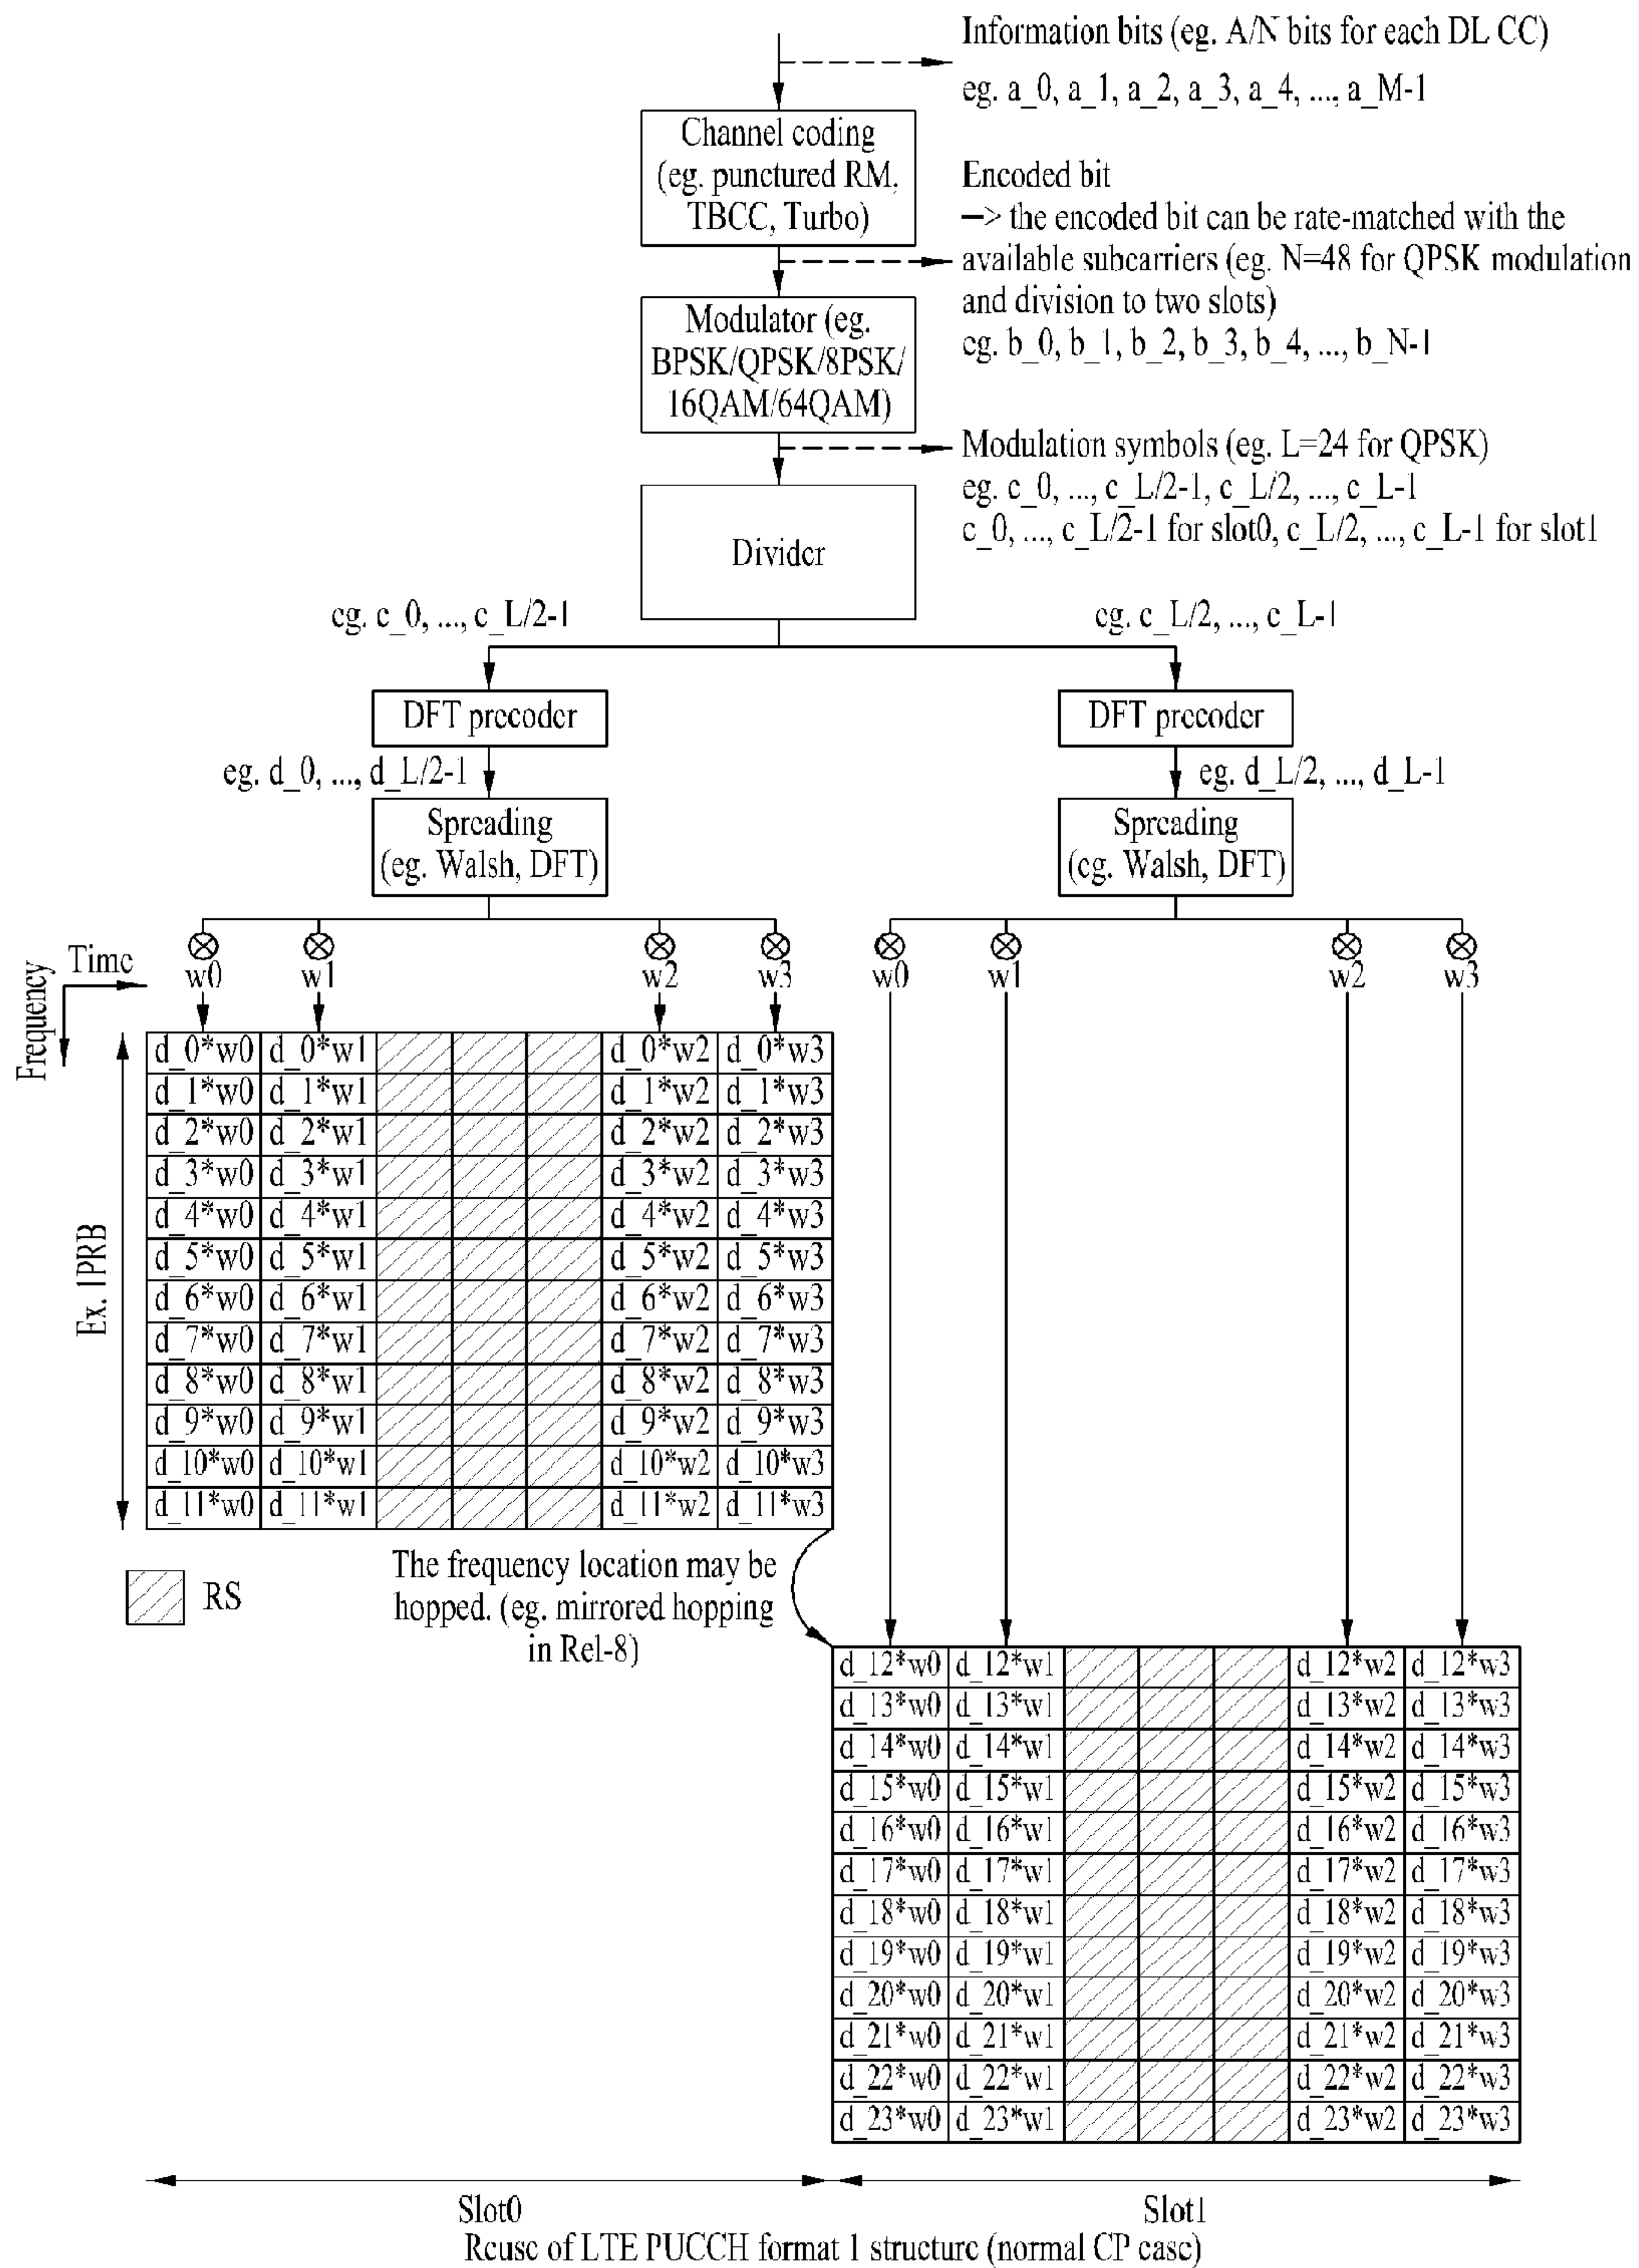 Information bits (eg. A/N bits for each DL CC)
eg. a_0, a_1, a_2, a_3, a_4, ..., a_M-1
Channel coding
(eg. punctured RM,
TBCC, Turbo)
Encoded bit
—> the encoded bit can be rate-matched with the
available subcarriers (eg. N=48 for QPSK modulation
and division to two slots)
eg. b_0, b_1, b_2, b_3, b_4, ..., b_N-1
Modulator (eg.
BPSK/QPSK/8PSK/
16QAM/64QAM)
Modulation symbols (eg. L=24 for QPSK)
eg. c_0, ..., c_L/2-1, c_L/2, ..., c_L-1
c_0, ..., c_L/2-1 for slot0, c_L/2, ..., c_L-1 for slot1
Divider
eg. c_0, ..., c_L/2-1
eg. c_L/2, ..., c_L-1
DFT precoder
DFT precoder
eg. d_0, ..., d_L/2-1
eg. d_L/2, ..., d_L-1
Spreading
(eg. Walsh, DFT)
Spreading
(eg. Walsh, DFT)
Time
Frequency
w0 w1 w2 w3
w0 w1 w2 w3
Ex. 1PRB
d_0*w0 d_0*w1 d_0*w2 d_0*w3
d_1*w0 d_1*w1 d_1*w2 d_1*w3
d_2*w0 d_2*w1 d_2*w2 d_2*w3
d_3*w0 d_3*w1 d_3*w2 d_3*w3
d_4*w0 d_4*w1 d_4*w2 d_4*w3
d_5*w0 d_5*w1 d_5*w2 d_5*w3
d_6*w0 d_6*w1 d_6*w2 d_6*w3
d_7*w0 d_7*w1 d_7*w2 d_7*w3
d_8*w0 d_8*w1 d_8*w2 d_8*w3
d_9*w0 d_9*w1 d_9*w2 d_9*w3
d_10*w0 d_10*w1 d_10*w2 d_10*w3
d_11*w0 d_11*w1 d_11*w2 d_11*w3
RS
The frequency location may be
hopped. (eg. mirrored hopping
in Rel-8)
d_12*w0 d_12*w1 d_12*w2 d_12*w3
d_13*w0 d_13*w1 d_13*w2 d_13*w3
d_14*w0 d_14*w1 d_14*w2 d_14*w3
d_15*w0 d_15*w1 d_15*w2 d_15*w3
d_16*w0 d_16*w1 d_16*w2 d_16*w3
d_17*w0 d_17*w1 d_17*w2 d_17*w3
d_18*w0 d_18*w1 d_18*w2 d_18*w3
d_19*w0 d_19*w1 d_19*w2 d_19*w3
d_20*w0 d_20*w1 d_20*w2 d_20*w3
d_21*w0 d_21*w1 d_21*w2 d_21*w3
d_22*w0 d_22*w1 d_22*w2 d_22*w3
d_23*w0 d_23*w1 d_23*w2 d_23*w3
Slot0
Slot1
Reuse of LTE PUCCH format 1 structure (normal CP case)